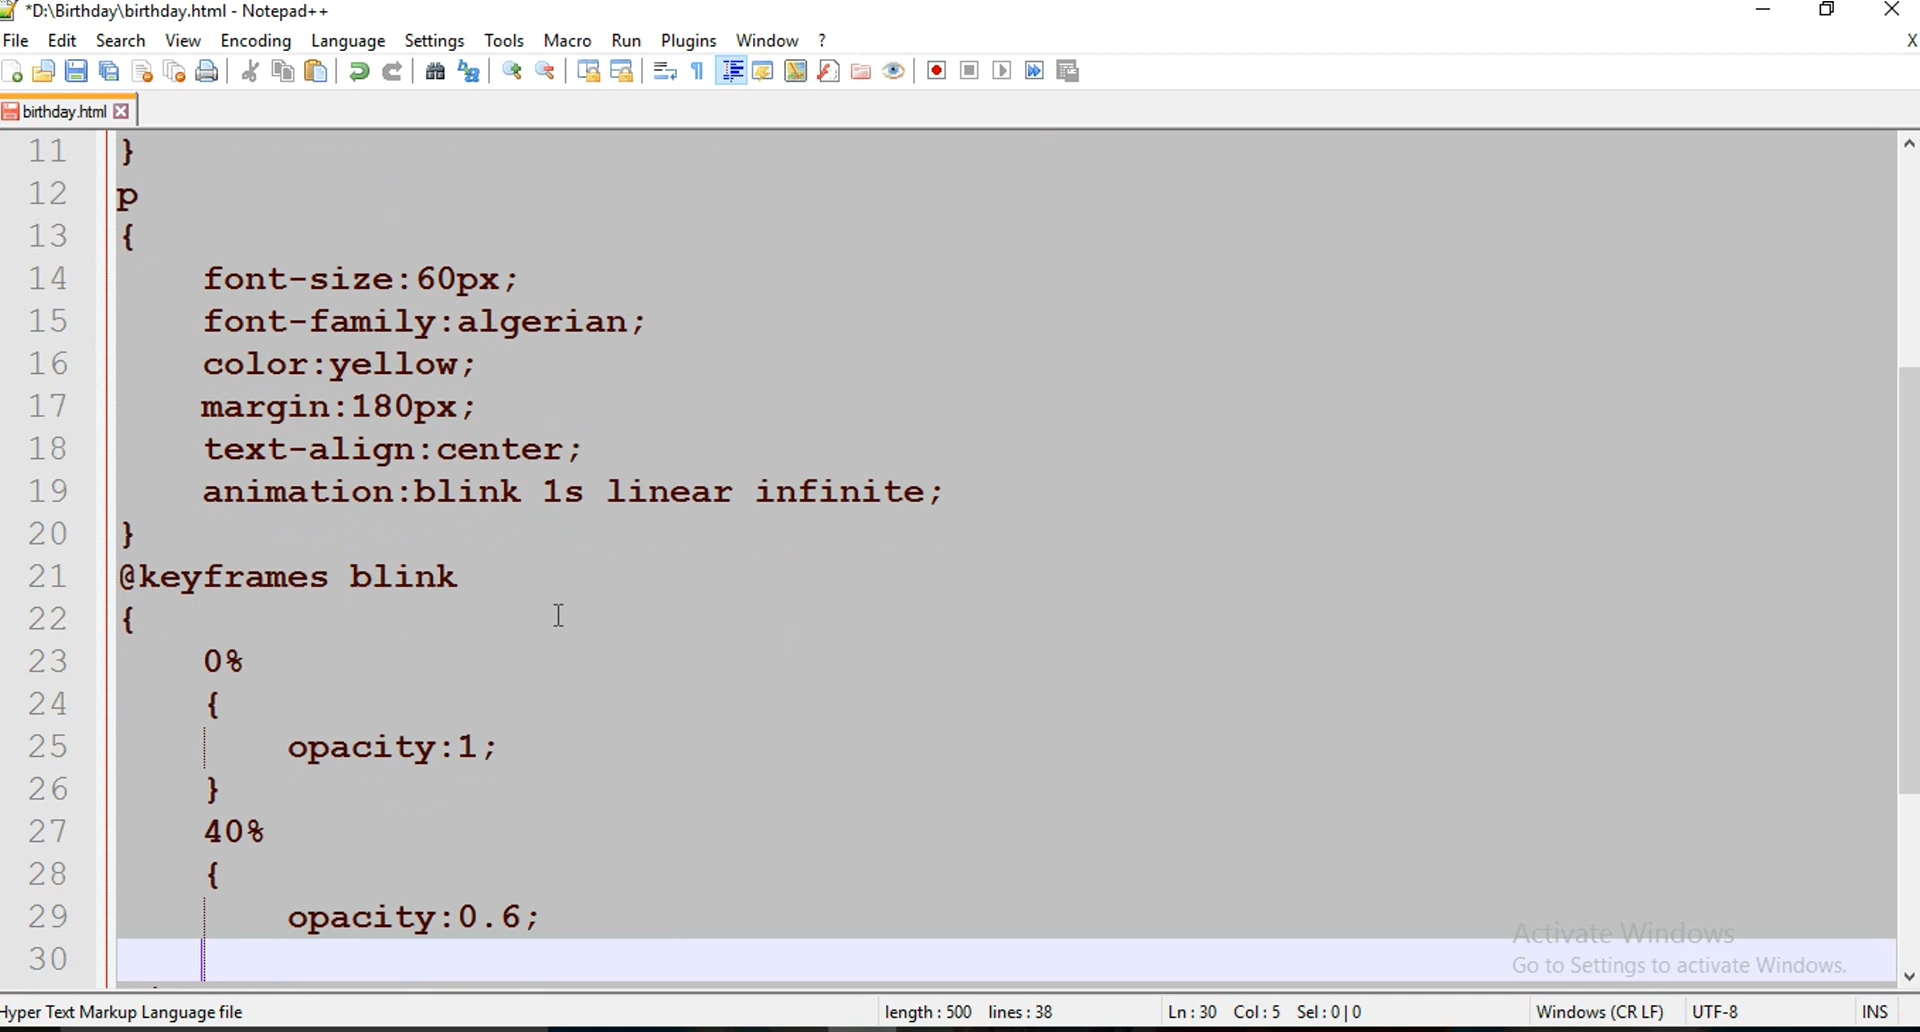 *D:\Birthday\birthday.html - Notepad++
File Edit Search View Encoding Language Settings Tools Macro Run Plugins Window ? X
birthday.html
11 }
12 p
13 {
14 font-size:60px;
15 font-family:algerian;
16 color:yellow;
17 margin:180px;
18 text-align:center;
19 animation:blink 1s linear infinite;
20 }
21 @keyframes blink
22 {
23 0%
24 {
25 opacity:1;
26 }
27 40%
28 {
29 opacity:0.6;
30
Activate Windows
Go to Settings to activate Windows.
Hyper Text Markup Language file length : 500 lines : 38 Ln : 30 Col : 5 Sel : 0 | 0 Windows (CR LF) UTF-8 INS